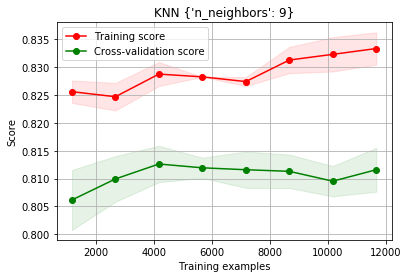 KNN {'n_neighbors': 9}
Training score
Cross-validation score
Score
0.835
0.830
0.825
0.820
0.815
0.810
0.805
0.800
2000 4000 6000 8000 10000 12000
Training examples